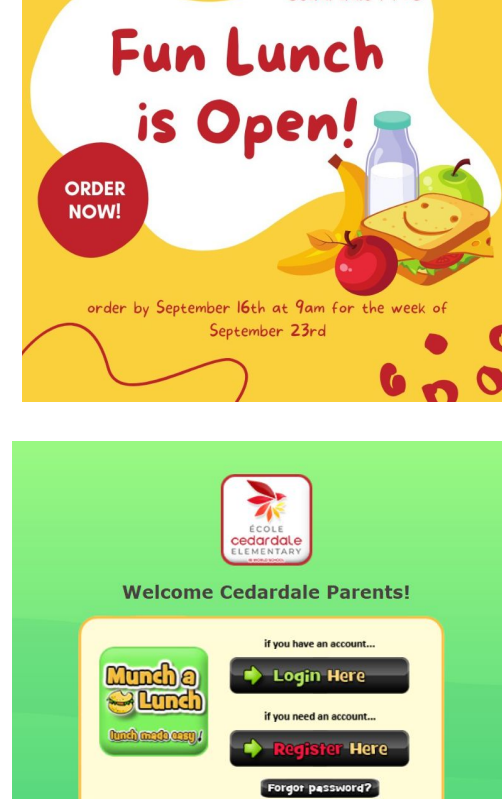 Fun Lunch
is Open!
ORDER
NOW!
order by September 16th at 9am for the week of
September 23rd
ÉCOLE
cedardale
ELEMENTARY
Welcome Cedardale Parents!
if you have an account...
Munch a
Lunch
lunch made easy!
Login Here
if you need an account...
Register Here
Forgot password?